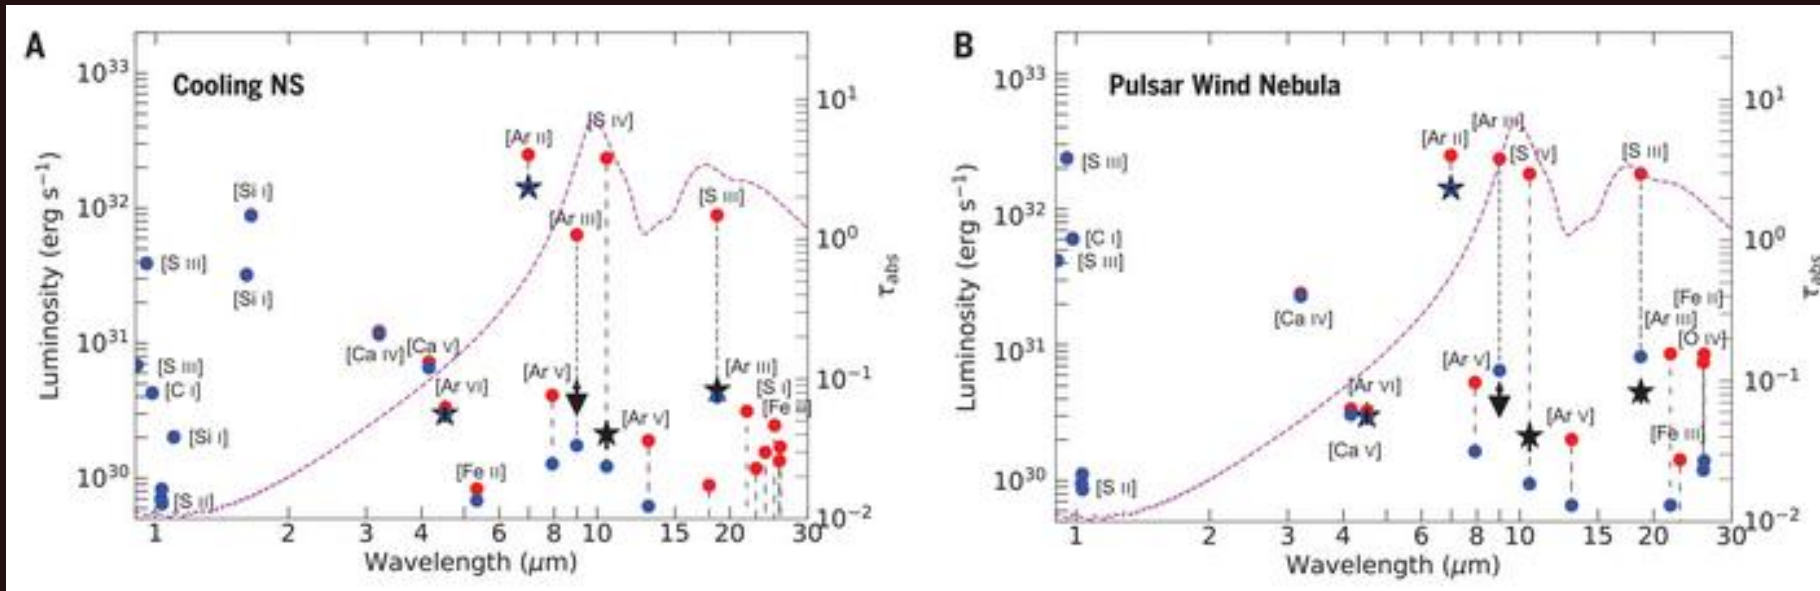 A
Cooling NS
Luminosity (erg s⁻¹)
10³³
10³²
10³¹
10³⁰
10¹
10⁰
10⁻¹
10⁻²
τabs
[S IV]
[Ar II]
[Si I]
[S III]
[Ar III]
[S III]
[Si I]
[Ca IV]
[Ca V]
[S III]
[Ar VI]
[Ar V]
[Ar III]
[C I]
[S I]
[Fe II]
[Ar V]
[Si I]
[Fe II]
[S II]
1 2 3 4 6 8 10 15 20 30
Wavelength (μm)
B
Pulsar Wind Nebula
Luminosity (erg s⁻¹)
10³³
10³²
10³¹
10³⁰
10¹
10⁰
10⁻¹
10⁻²
τabs
[Ar III]
[Ar II]
[S IV]
[S III]
[S III]
[C I]
[S III]
[Fe II]
[Ca IV]
[Ar III]
[O IV]
[Ar V]
[Ar VI]
[Ar V]
[Fe III]
[Ca V]
[S II]
1 2 3 4 6 8 10 15 20 30
Wavelength (μm)